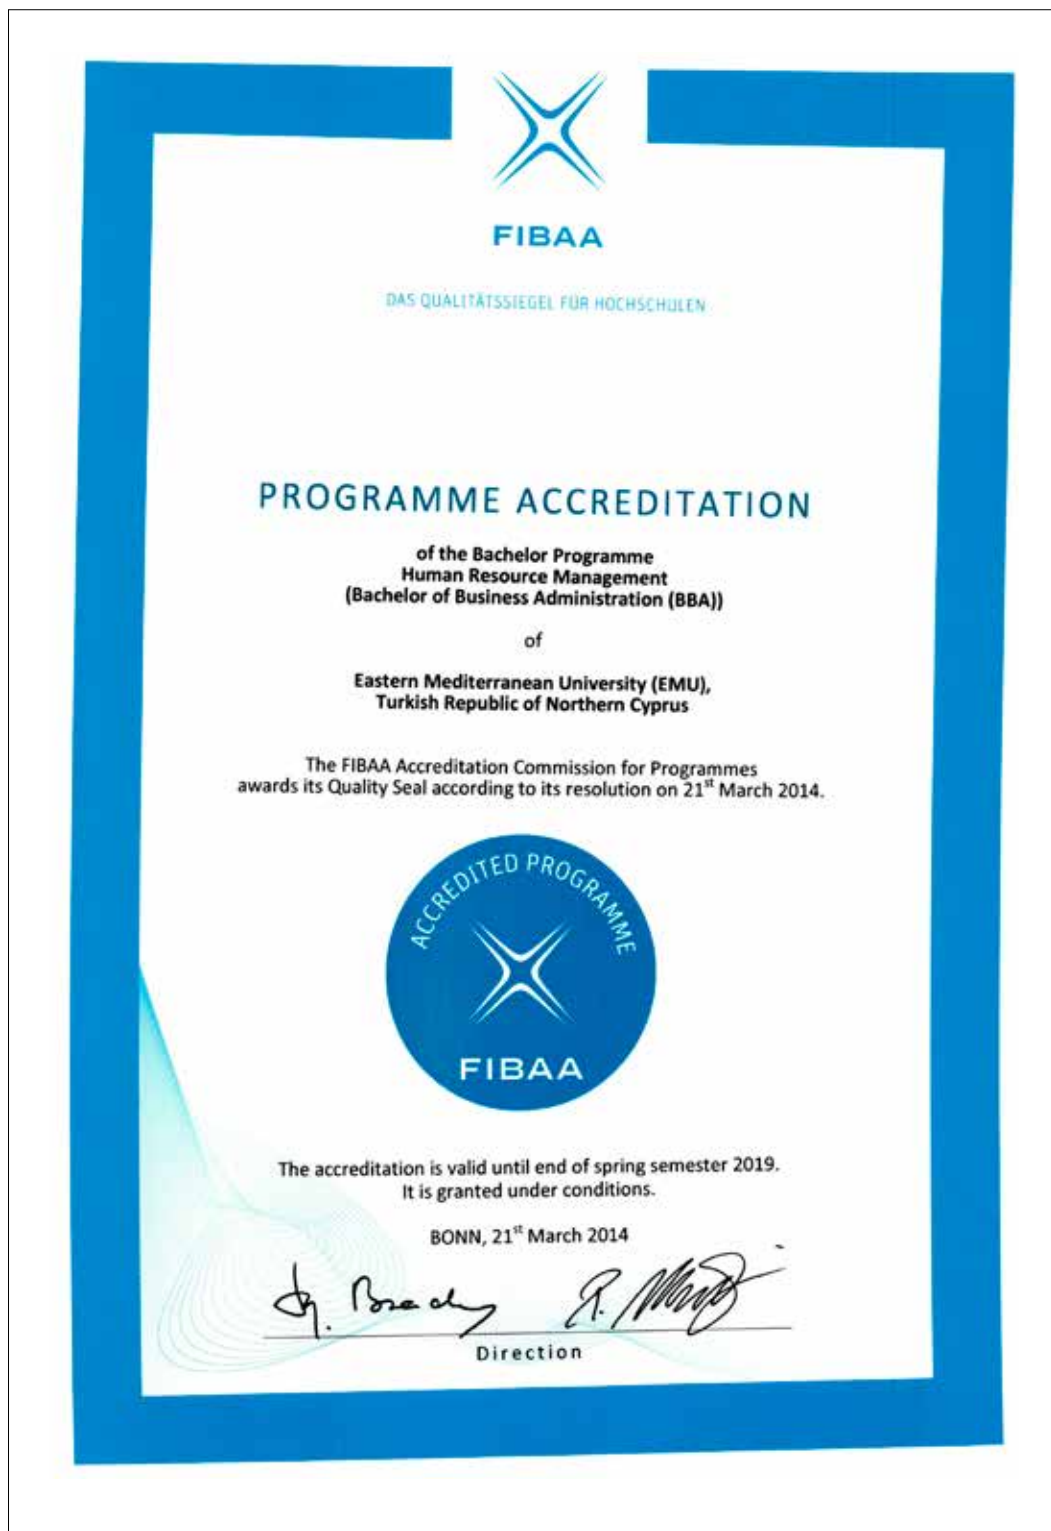 FIBAA
DAS QUALITÄTSSIEGEL FÜR HOCHSCHULEN
PROGRAMME ACCREDITATION
of the Bachelor Programme
Human Resource Management
(Bachelor of Business Administration (BBA))
of
Eastern Mediterranean University (EMU),
Turkish Republic of Northern Cyprus
The FIBAA Accreditation Commission for Programmes
awards its Quality Seal according to its resolution on 21st March 2014.
ACCREDITED PROGRAMME
FIBAA
The accreditation is valid until end of spring semester 2019.
It is granted under conditions.
BONN, 21st March 2014
Direction